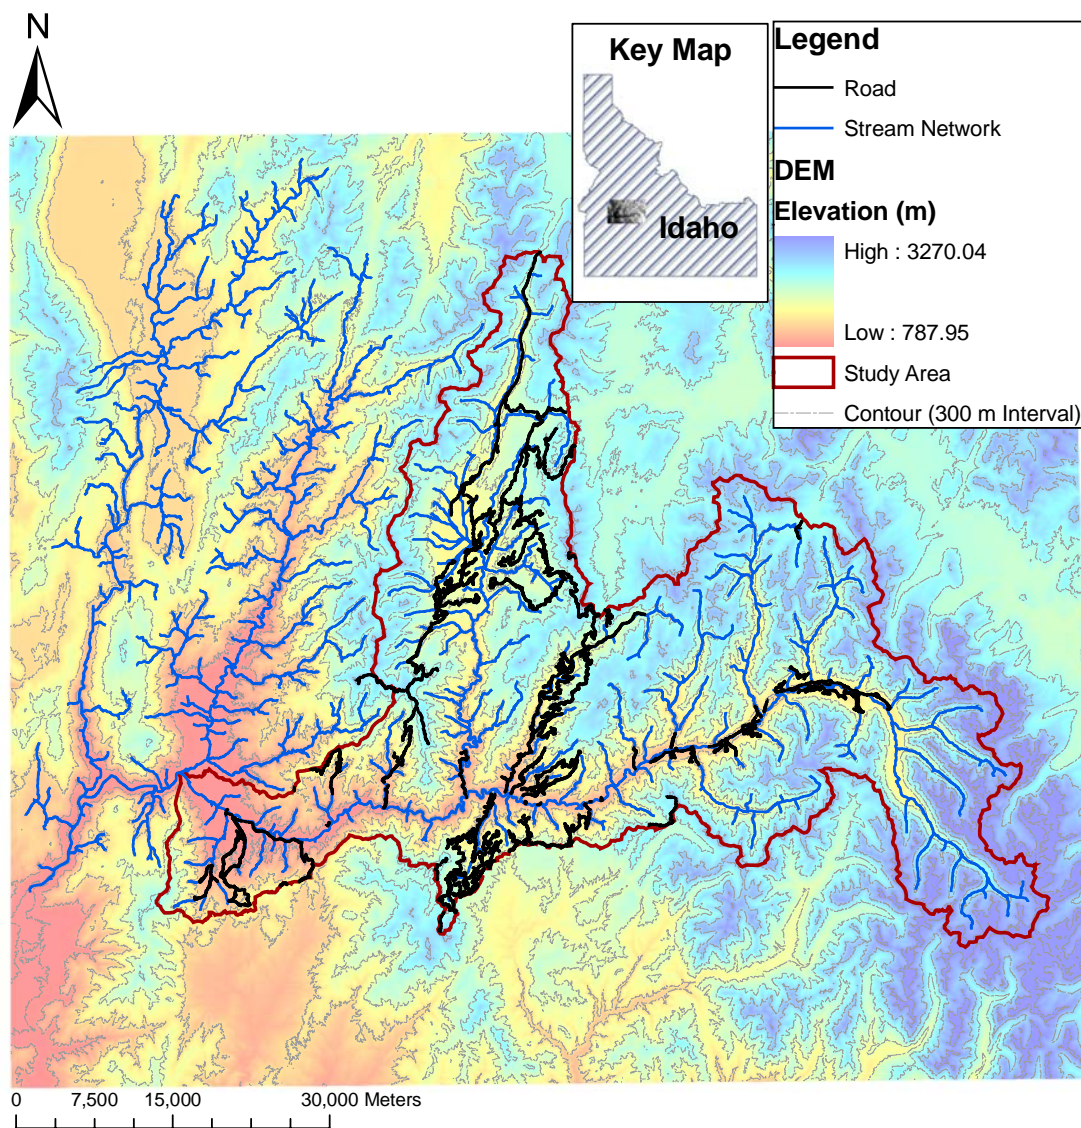 N
Key Map
Idaho
Legend
Road
Stream Network
DEM
Elevation (m)
High : 3270.04
Low : 787.95
Study Area
Contour (300 m Interval)
0 7,500 15,000 30,000 Meters